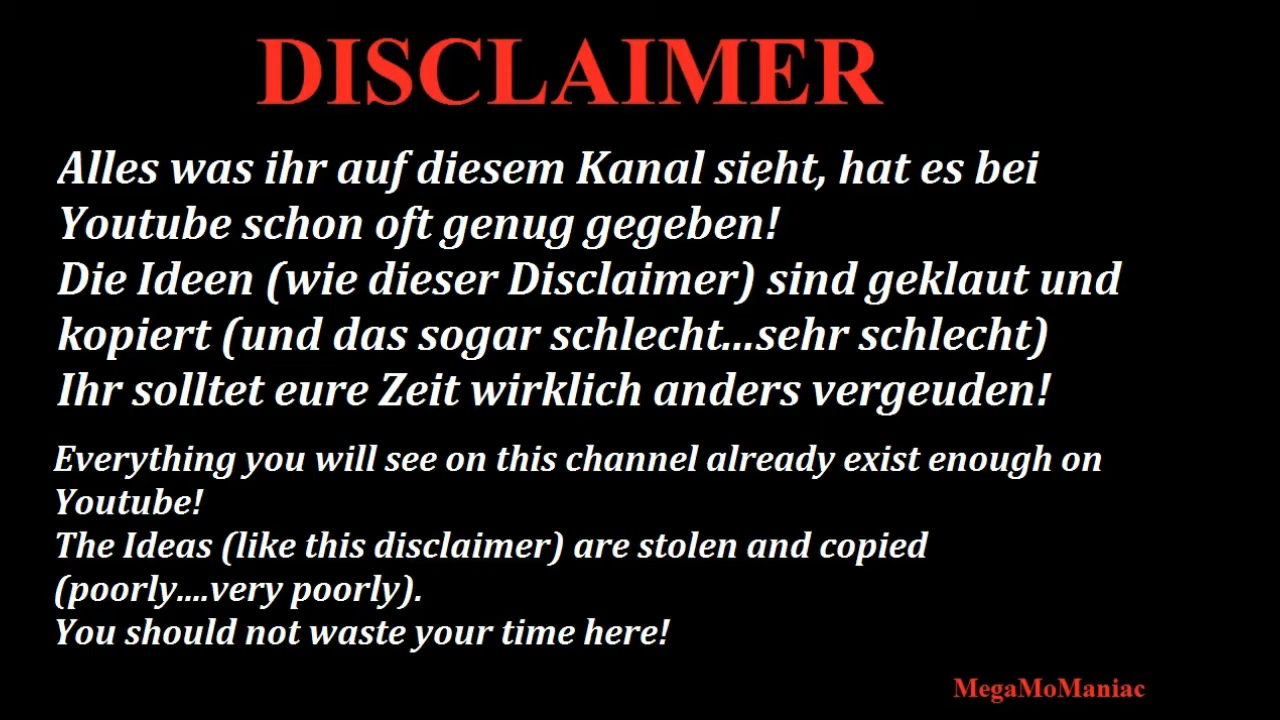 DISCLAIMER
Alles was ihr auf diesem Kanal sieht, hat es bei
Youtube schon oft genug gegeben!
Die Ideen (wie dieser Disclaimer) sind geklaut und
kopiert (und das sogar schlecht...sehr schlecht)
Ihr solltet eure Zeit wirklich anders vergeuden!
Everything you will see on this channel already exist enough on
Youtube!
The Ideas (like this disclaimer) are stolen and copied
(poorly....very poorly).
You should not waste your time here!
MegaMoManiac